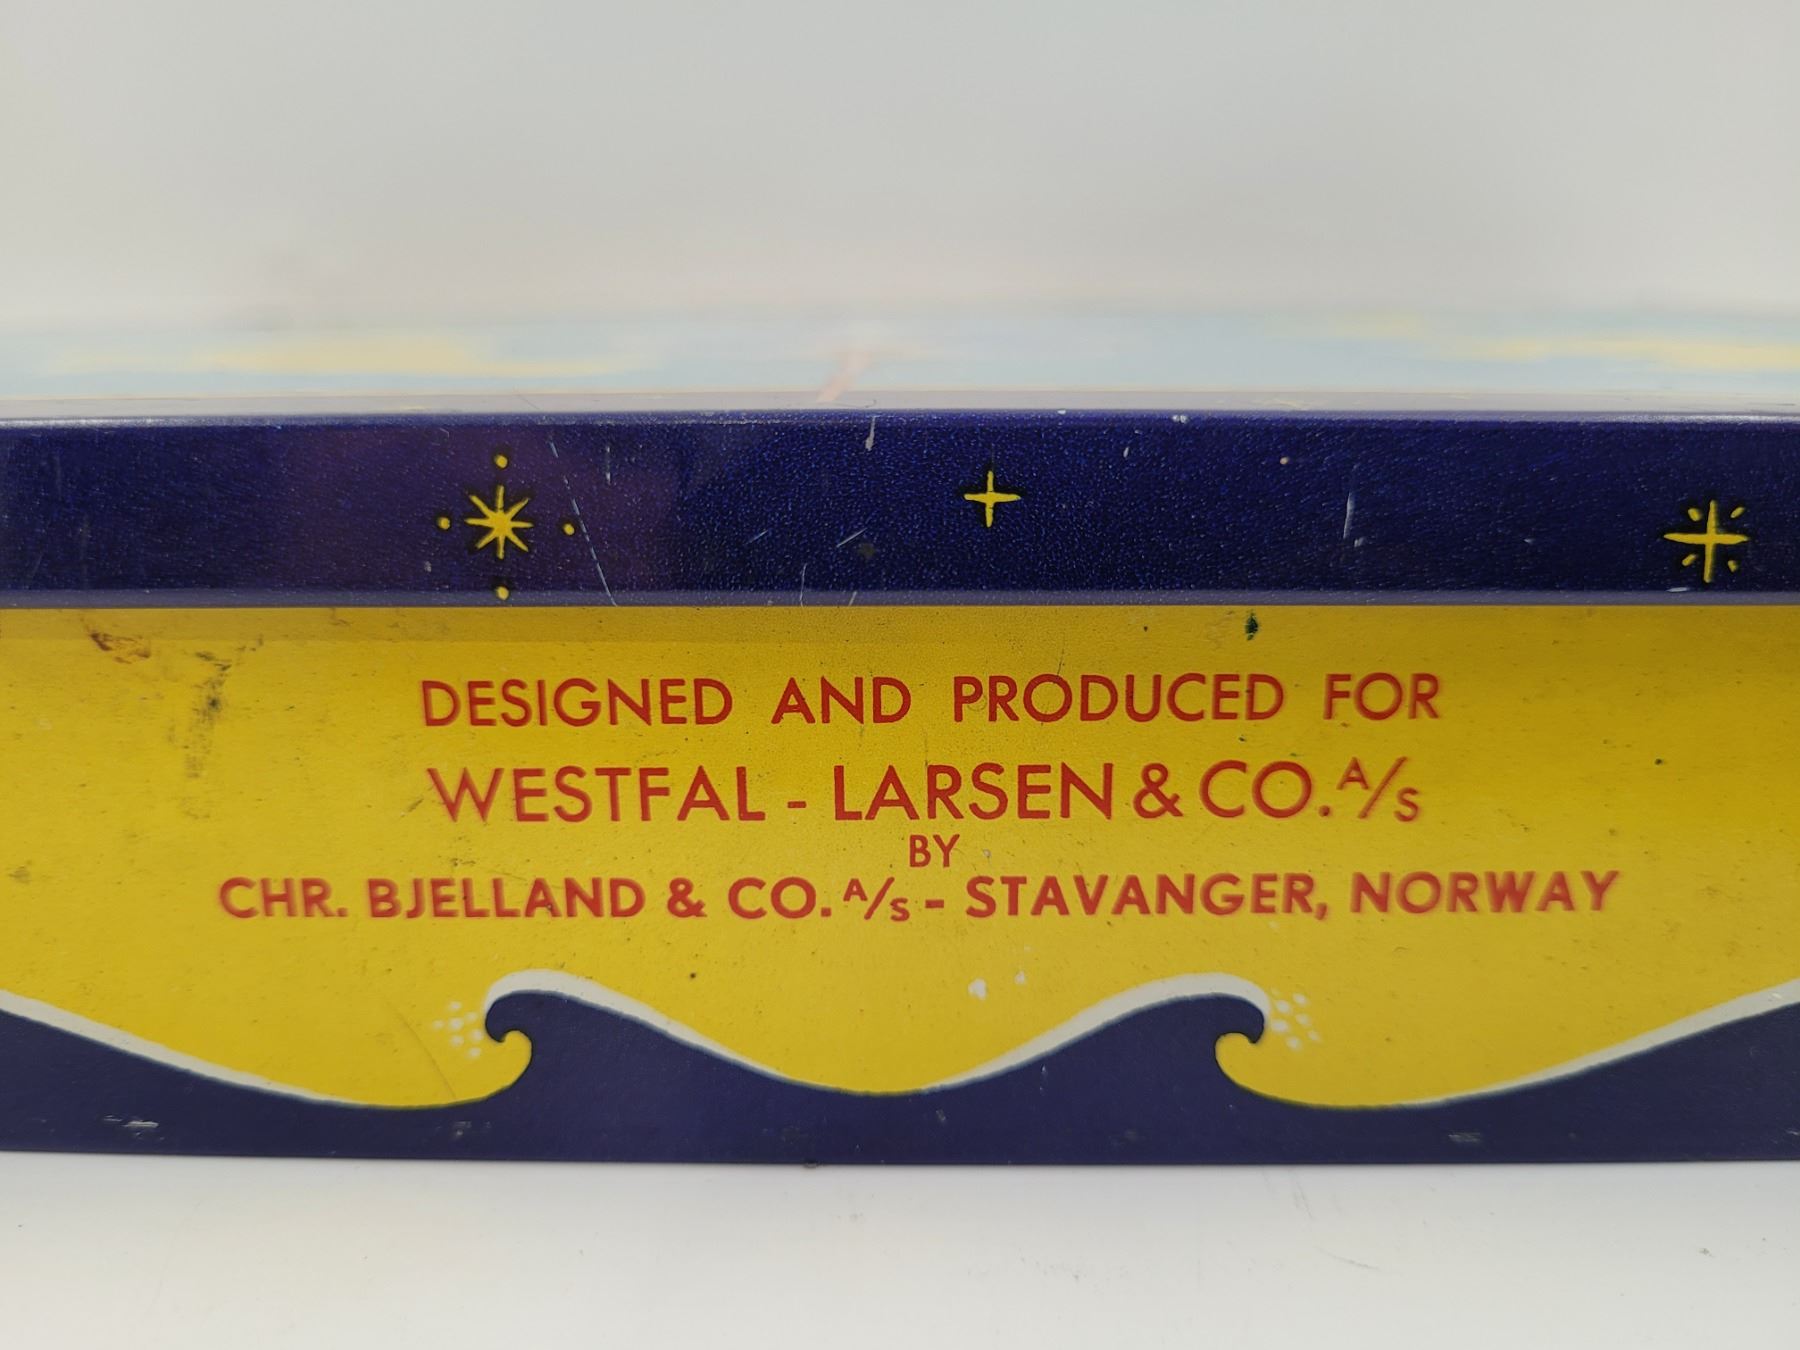 DESIGNED AND PRODUCED FOR
WESTFAL - LARSEN & CO. A/S
BY
CHR. BJELLAND & CO. A/S - STAVANGER, NORWAY